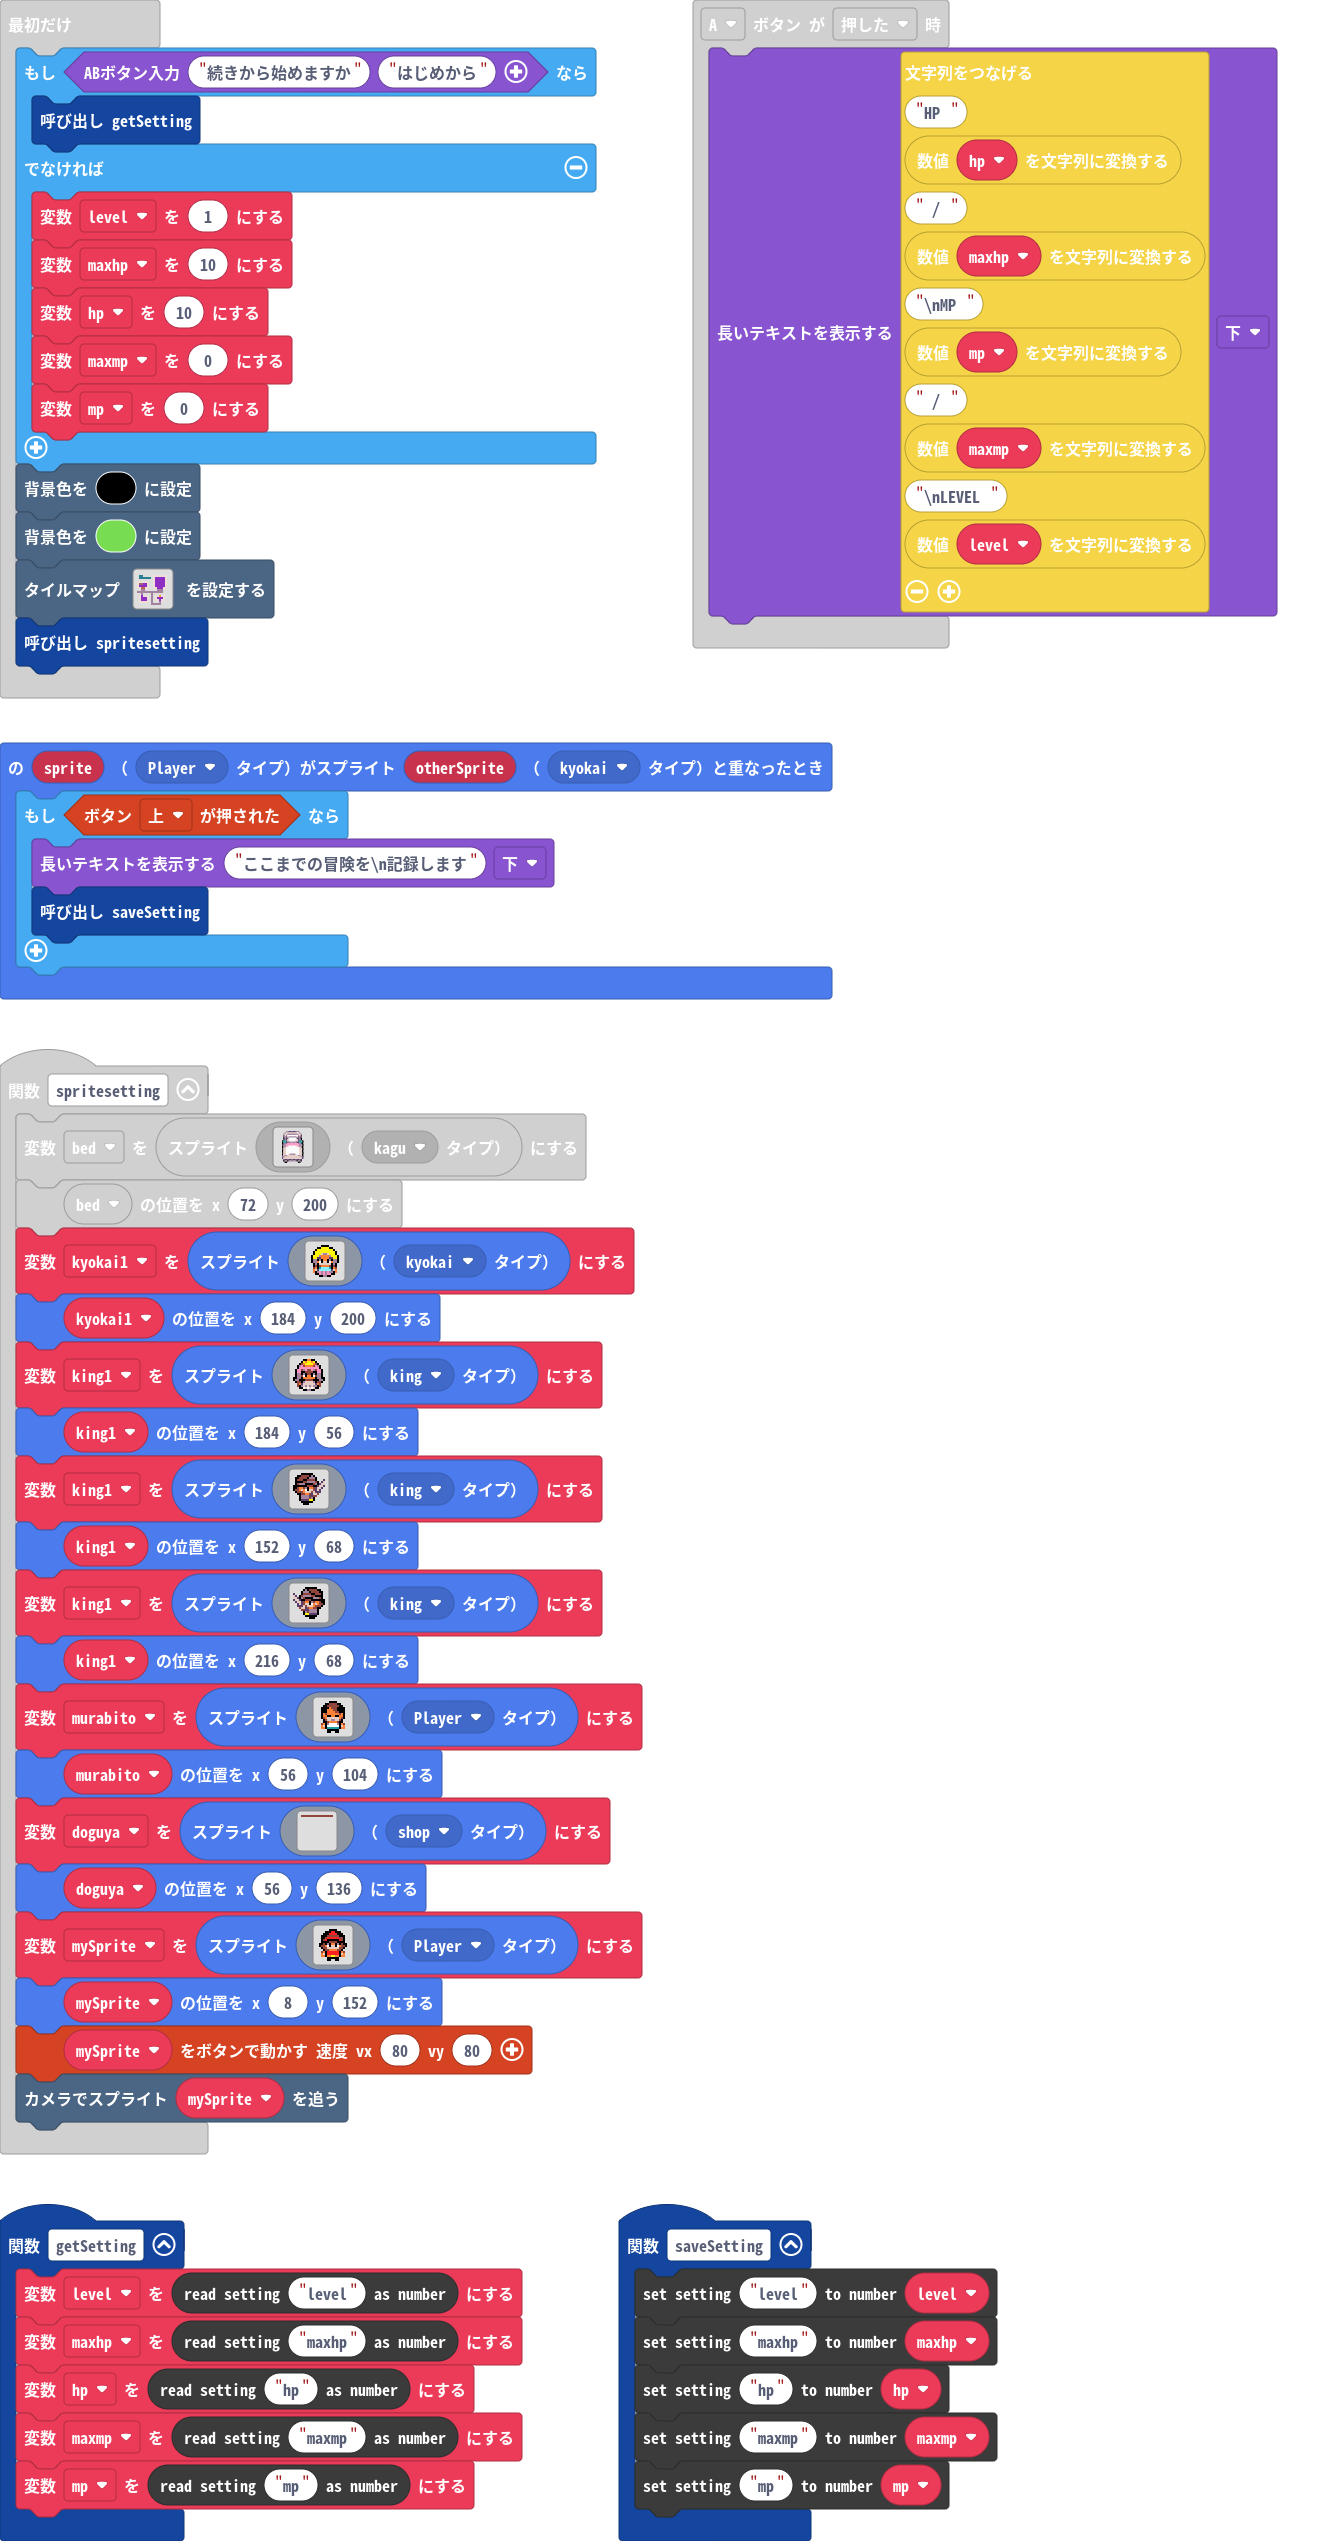 最初だけ
もし ABボタン入力 "続きから始めますか" "はじめから" なら
呼び出し getSetting
でなければ
変数 level を 1 にする
変数 maxhp を 10 にする
変数 hp を 10 にする
変数 maxmp を 0 にする
変数 mp を 0 にする
背景色を に設定
背景色を に設定
タイルマップ を設定する
呼び出し spritesetting
A ボタン が 押した 時
文字列をつなげる
"HP "
数値 hp を文字列に変換する
" / "
数値 maxhp を文字列に変換する
"\nMP "
長いテキストを表示する 下
数値 mp を文字列に変換する
" / "
数値 maxmp を文字列に変換する
"\nLEVEL "
数値 level を文字列に変換する
の sprite ( Player タイプ) がスプライト otherSprite ( kyokai タイプ) と重なったとき
もし ボタン 上 が押された なら
長いテキストを表示する "ここまでの冒険を\n記録します" 下
呼び出し saveSetting
関数 spritesetting
変数 bed を スプライト ( kagu タイプ) にする
bed の位置を x 72 y 200 にする
変数 kyokai1 を スプライト ( kyokai タイプ) にする
kyokai1 の位置を x 184 y 200 にする
変数 king1 を スプライト ( king タイプ) にする
king1 の位置を x 184 y 56 にする
変数 king1 を スプライト ( king タイプ) にする
king1 の位置を x 152 y 68 にする
変数 king1 を スプライト ( king タイプ) にする
king1 の位置を x 216 y 68 にする
変数 murabito を スプライト ( Player タイプ) にする
murabito の位置を x 56 y 104 にする
変数 doguya を スプライト ( shop タイプ) にする
doguya の位置を x 56 y 136 にする
変数 mySprite を スプライト ( Player タイプ) にする
mySprite の位置を x 8 y 152 にする
mySprite をボタンで動かす 速度 vx 80 vy 80
カメラでスプライト mySprite を追う
関数 getSetting
変数 level を read setting "level" as number にする
変数 maxhp を read setting "maxhp" as number にする
変数 hp を read setting "hp" as number にする
変数 maxmp を read setting "maxmp" as number にする
変数 mp を read setting "mp" as number にする
関数 saveSetting
set setting "level" to number level
set setting "maxhp" to number maxhp
set setting "hp" to number hp
set setting "maxmp" to number maxmp
set setting "mp" to number mp